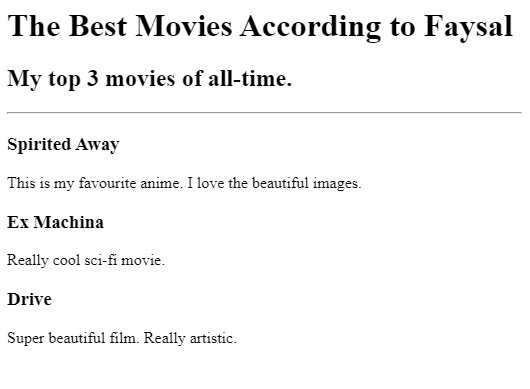 The Best Movies According to Faysal
My top 3 movies of all-time.
Spirited Away
This is my favourite anime. I love the beautiful images.
Ex Machina
Really cool sci-fi movie.
Drive
Super beautiful film. Really artistic.